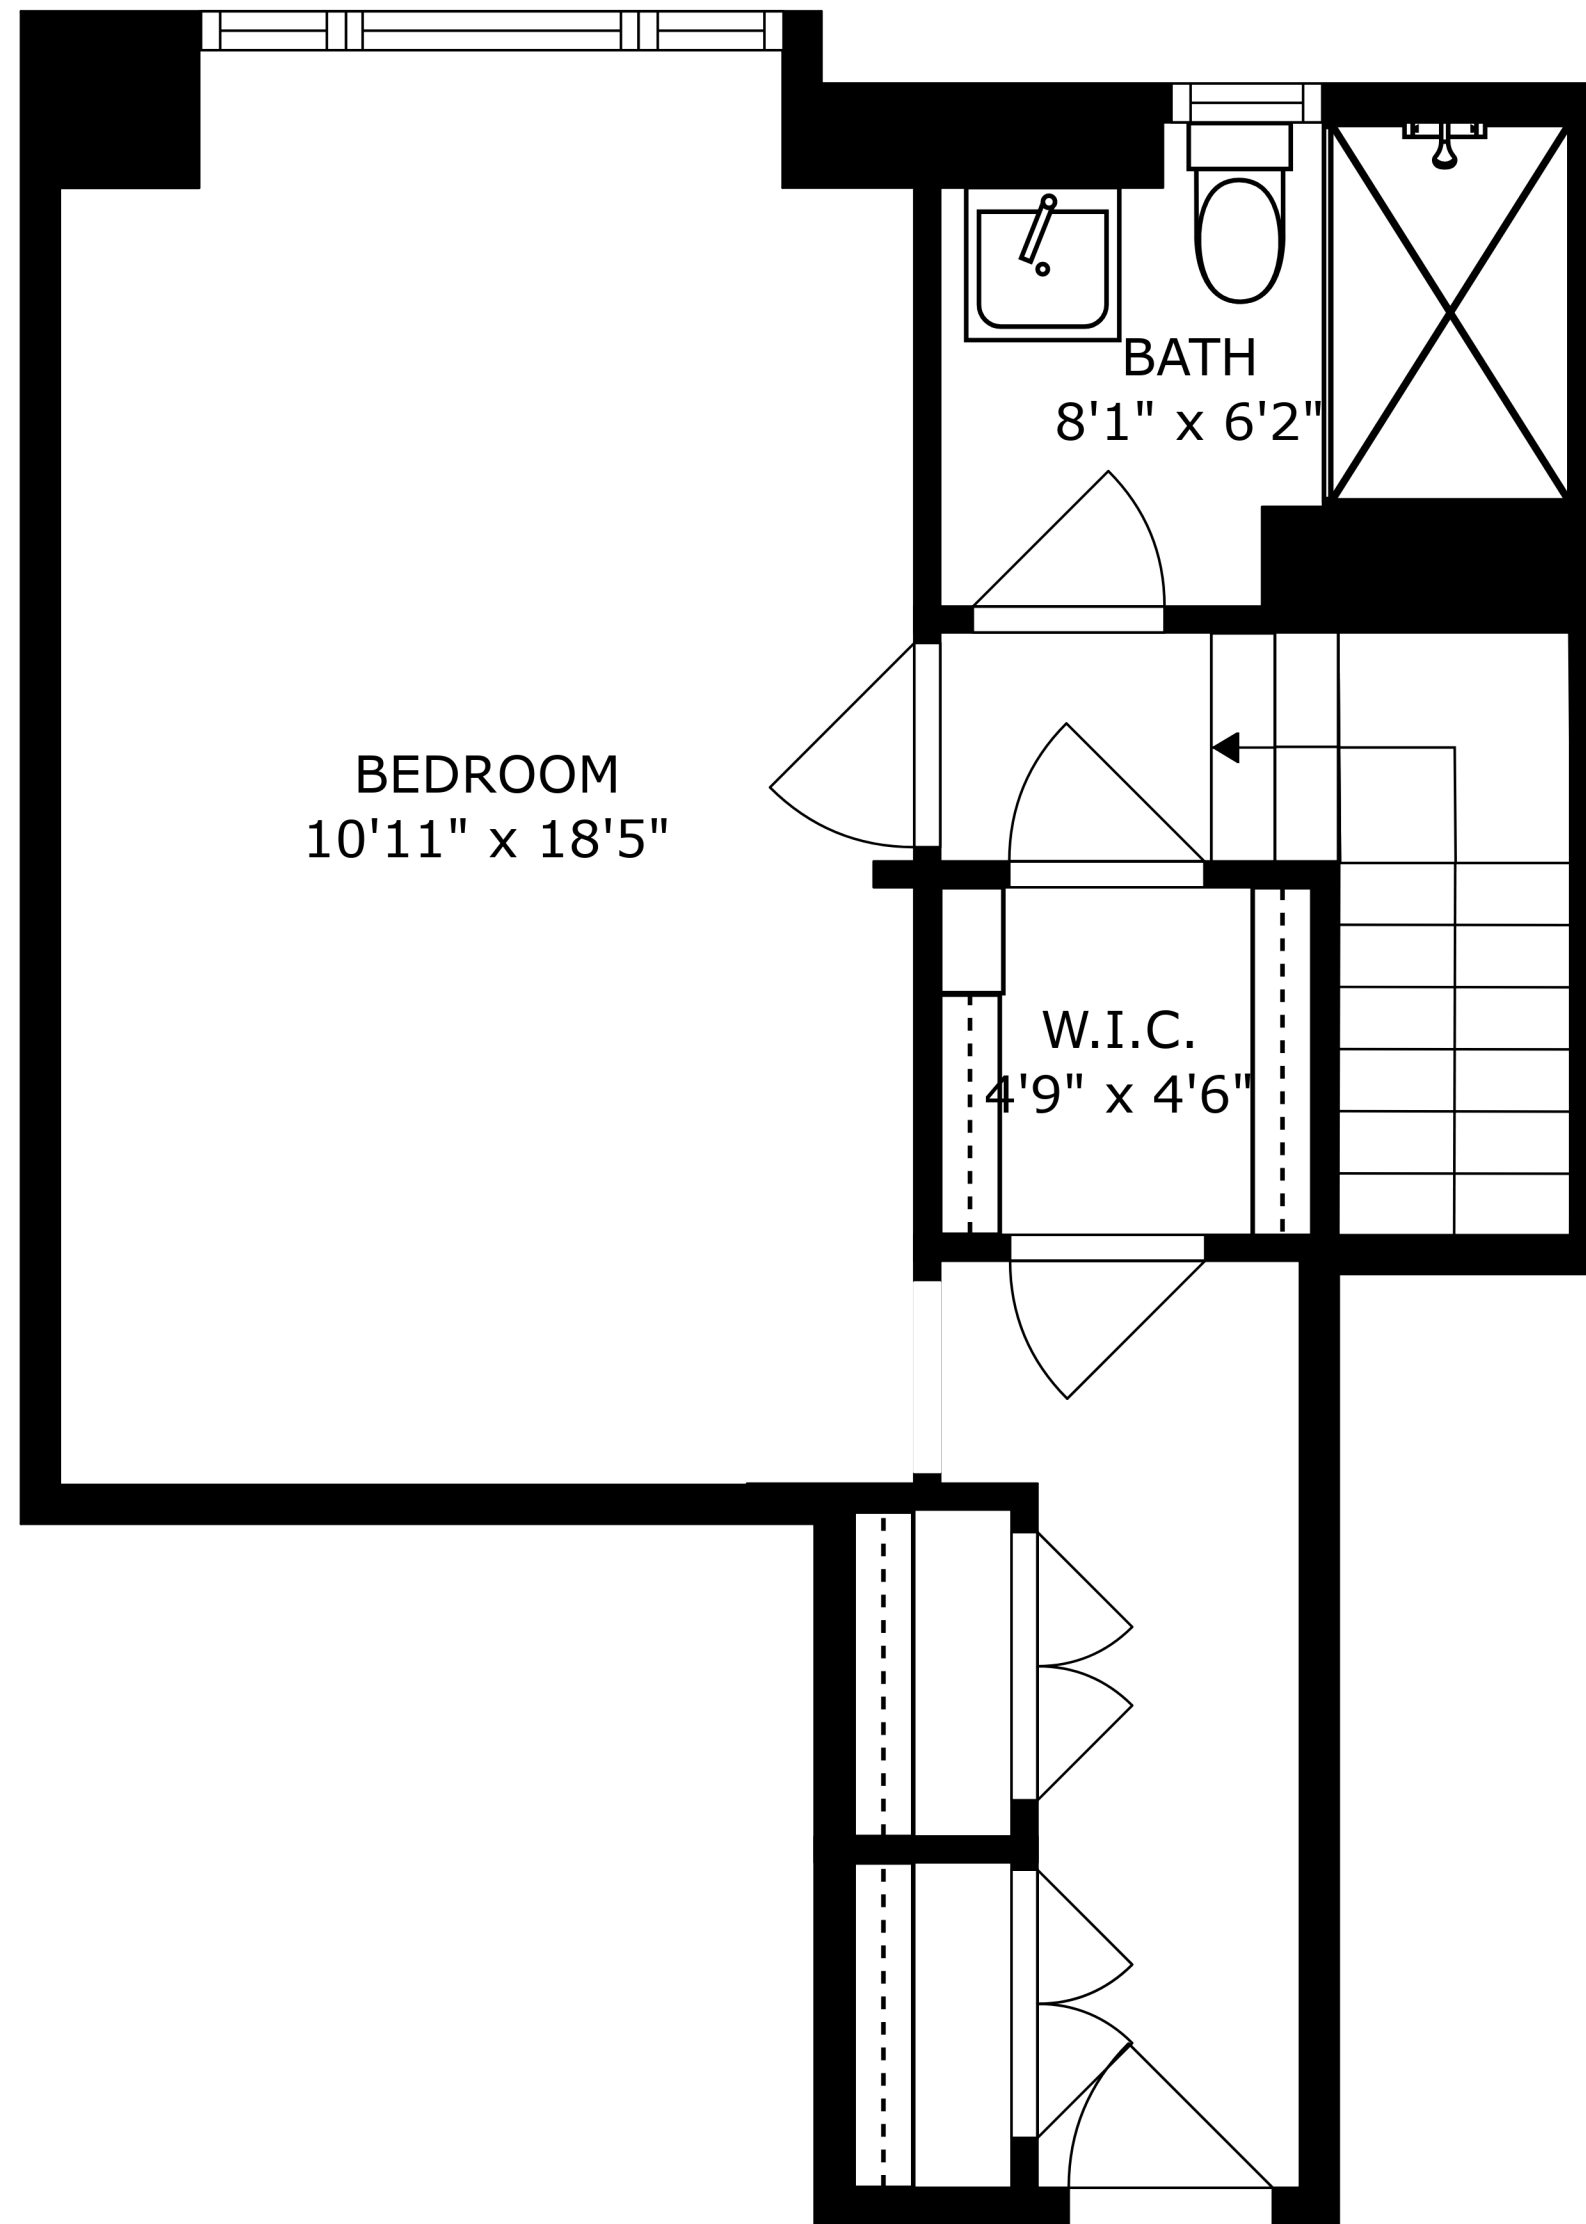 BATH
8'1" x 6'2"
BEDROOM
10'11" x 18'5"
W.I.C.
4'9" x 4'6"